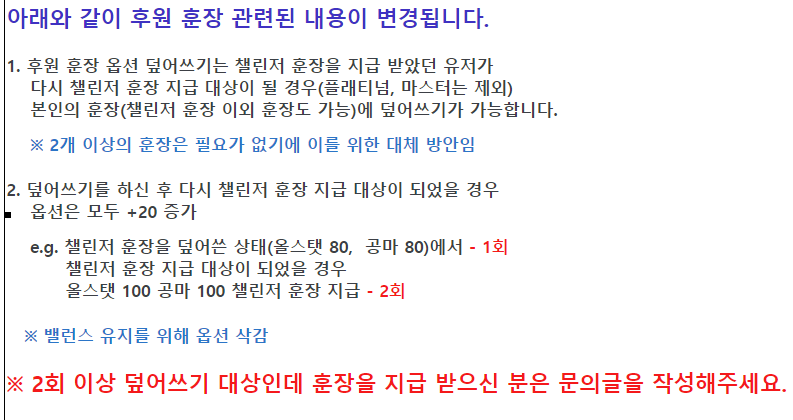 아래와 같이 후원 훈장 관련된 내용이 변경됩니다.
1. 후원 훈장 옵션 덮어쓰기는 챌린저 훈장을 지급 받았던 유저가
다시 챌린저 훈장 지급 대상이 될 경우(플래티넘, 마스터는 제외)
본인의 훈장(챌린저 훈장 이외 훈장도 가능)에 덮어쓰기가 가능합니다.
※ 2개 이상의 훈장은 필요가 없기에 이를 위한 대체 방안임
2. 덮어쓰기를 하신 후 다시 챌린저 훈장 지급 대상이 되었을 경우
옵션은 모두 +20 증가
e.g. 챌린저 훈장을 덮어쓴 상태(올스탯 80, 공마 80)에서 - 1회
챌린저 훈장 지급 대상이 되었을 경우
올스탯 100 공마 100 챌린저 훈장 지급 - 2회
※ 밸런스 유지를 위해 옵션 삭감
※ 2회 이상 덮어쓰기 대상인데 훈장을 지급 받으신 분은 문의글을 작성해주세요.